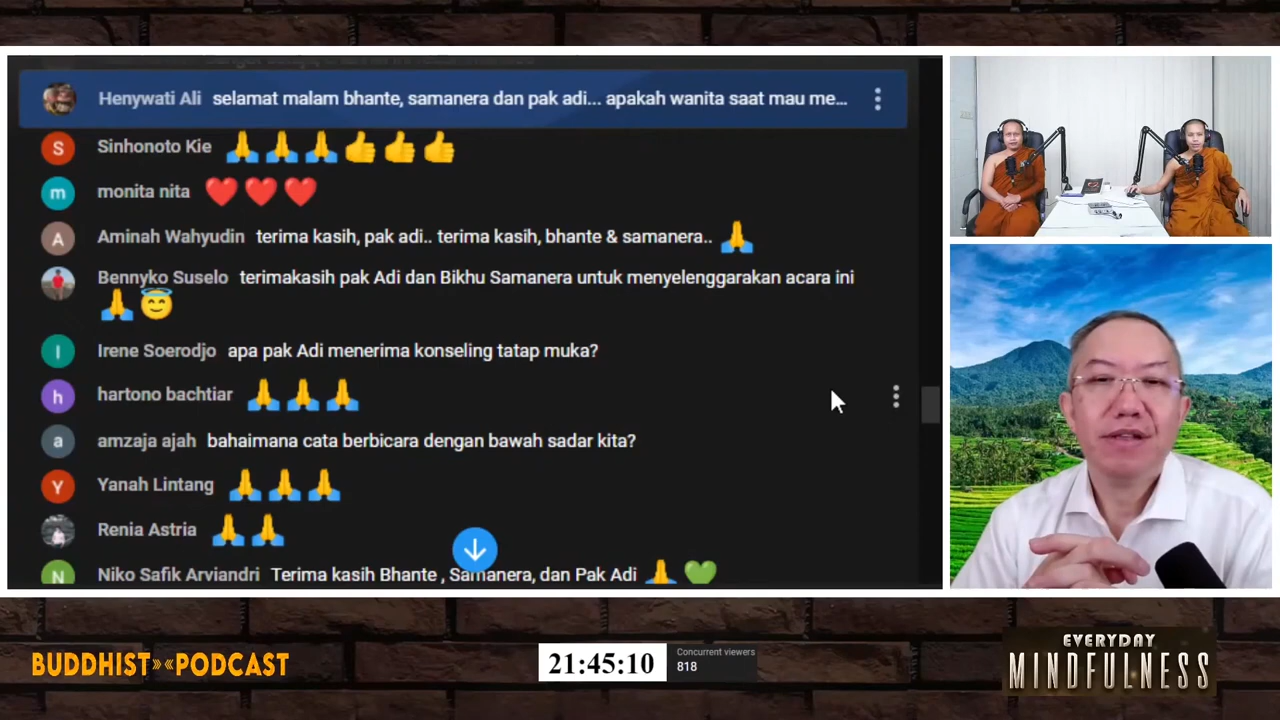 Henywati Ali selamat malam bhante, samanera dan pak adi... apakah wanita saat mau me...
S Sinhonoto Kie 🙏🙏🙏👍👍👍
m monita nita ❤️❤️❤️
A Aminah Wahyudin terima kasih, pak adi.. terima kasih, bhante & samanera.. 🙏
Bennyko Suselo terimakasih pak Adi dan Bikhu Samanera untuk menyelenggarakan acara ini
🙏😇
I Irene Soerodjo apa pak Adi menerima konseling tatap muka?
h hartono bachtiar 🙏🙏🙏
a amzaja ajah bahaimana cata berbicara dengan bawah sadar kita?
Y Yanah Lintang 🙏🙏🙏
Renia Astria 🙏🙏
N Niko Safik Arviandri Terima kasih Bhante , Samanera, dan Pak Adi 🙏💚
BUDDHIST»«PODCAST
21:45:10
Concurrent viewers
818
EVERYDAY
MINDFULNESS